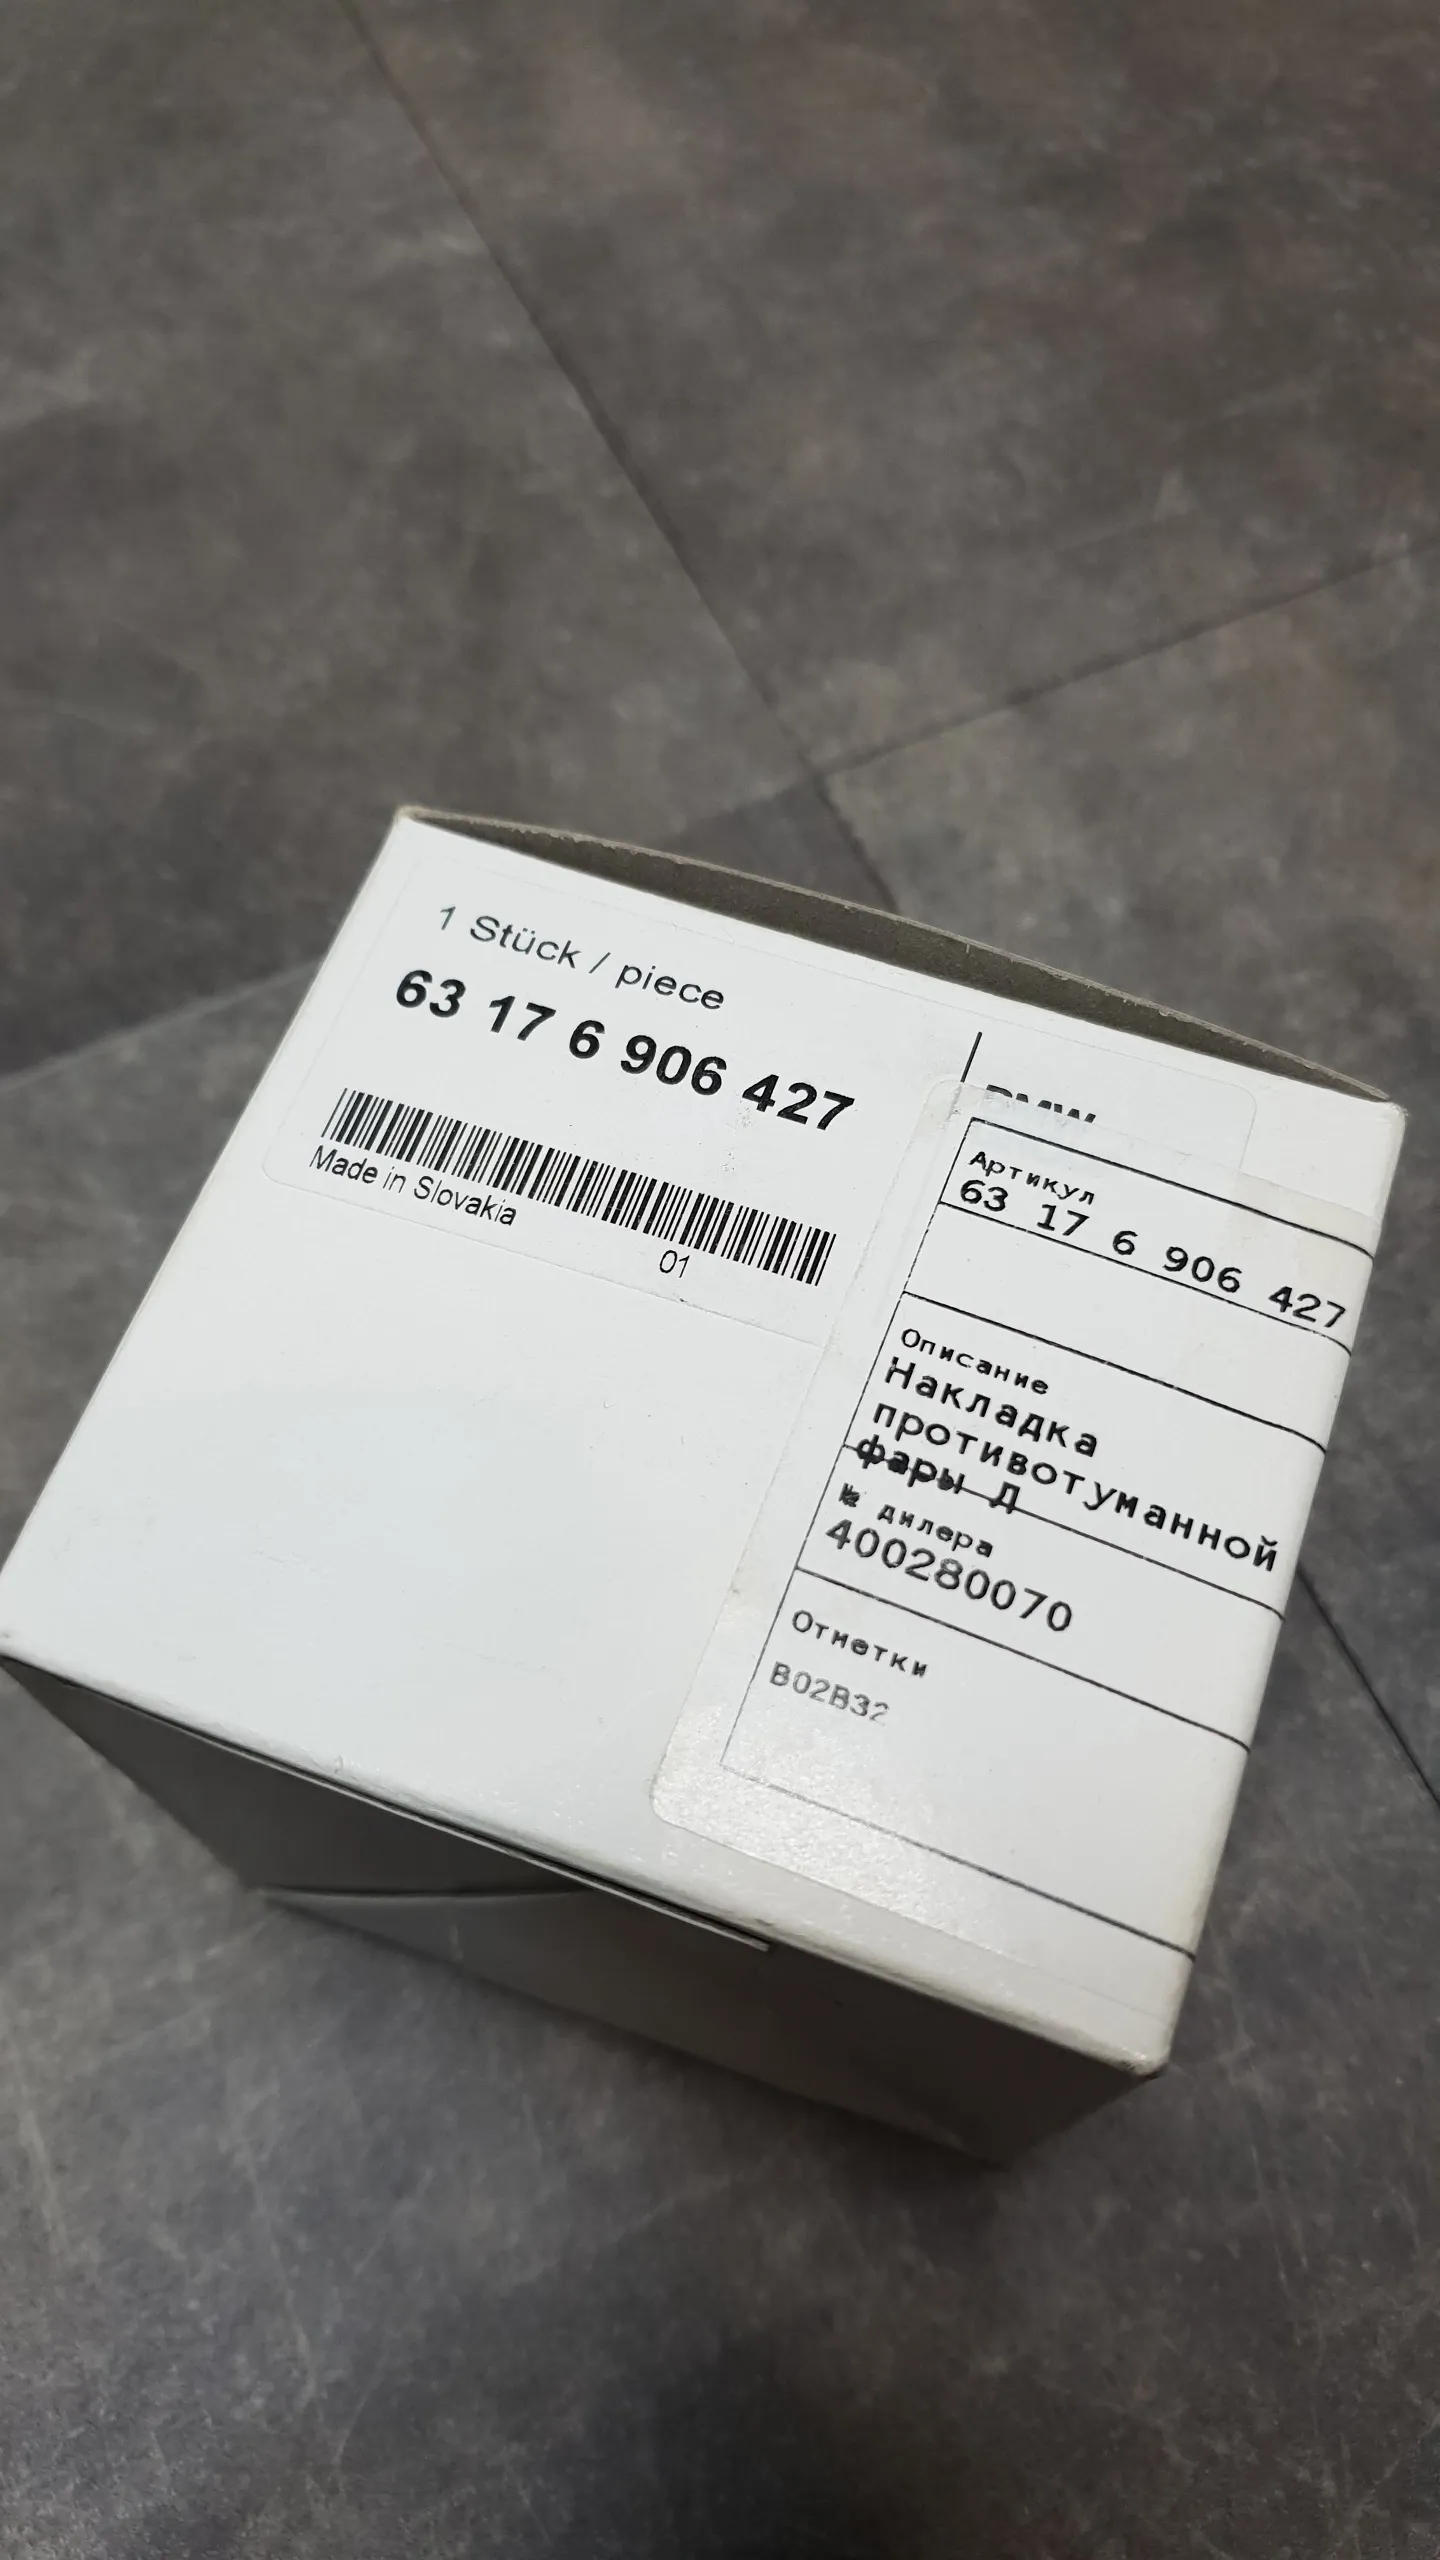 1 Stück / piece
63 17 6 906 427
Made in Slovakia
01
BMW
Артикул
63 17 6 906 427
Описание
Накладка
противотуманной
фары Д
№ дилера
400280070
Отметки
B02B32